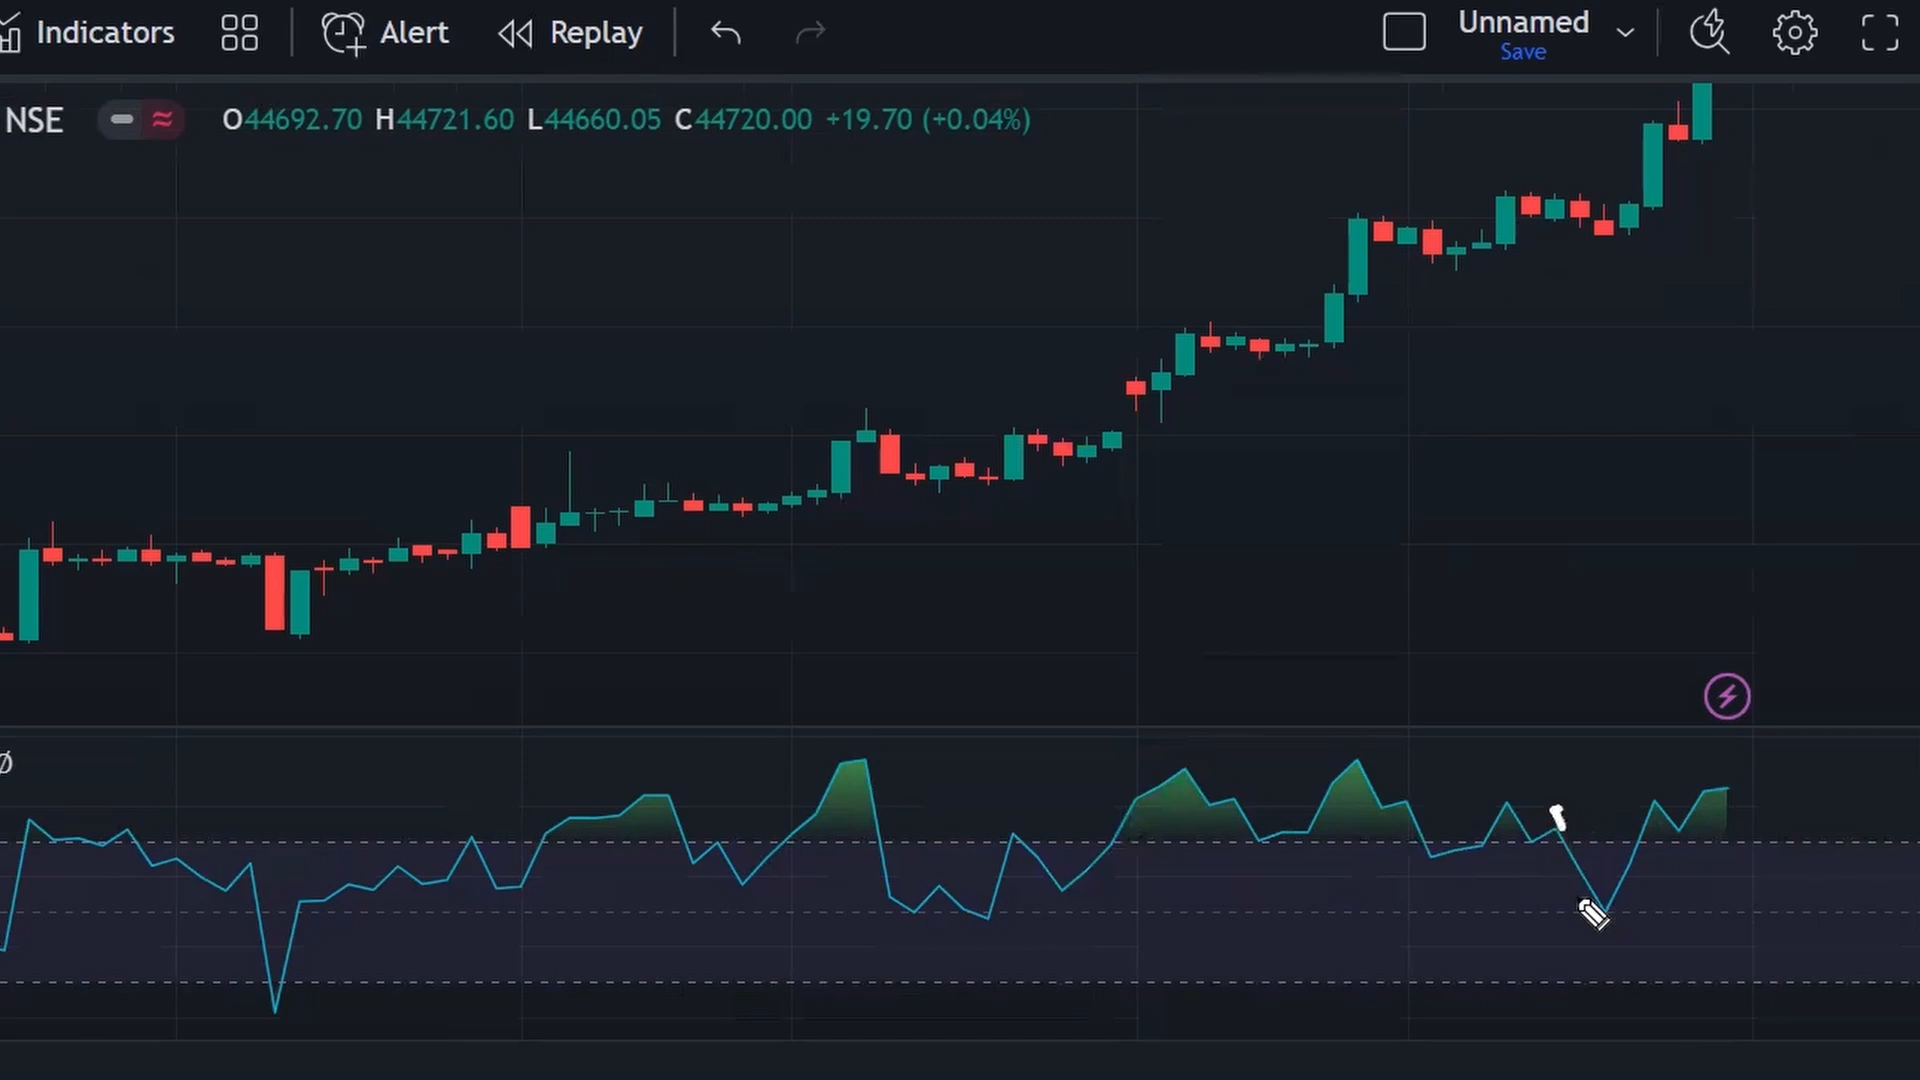 Indicators Alert Replay Unnamed
Save
NSE O44692.70 H44721.60 L44660.05 C44720.00 +19.70 (+0.04%)
Ø